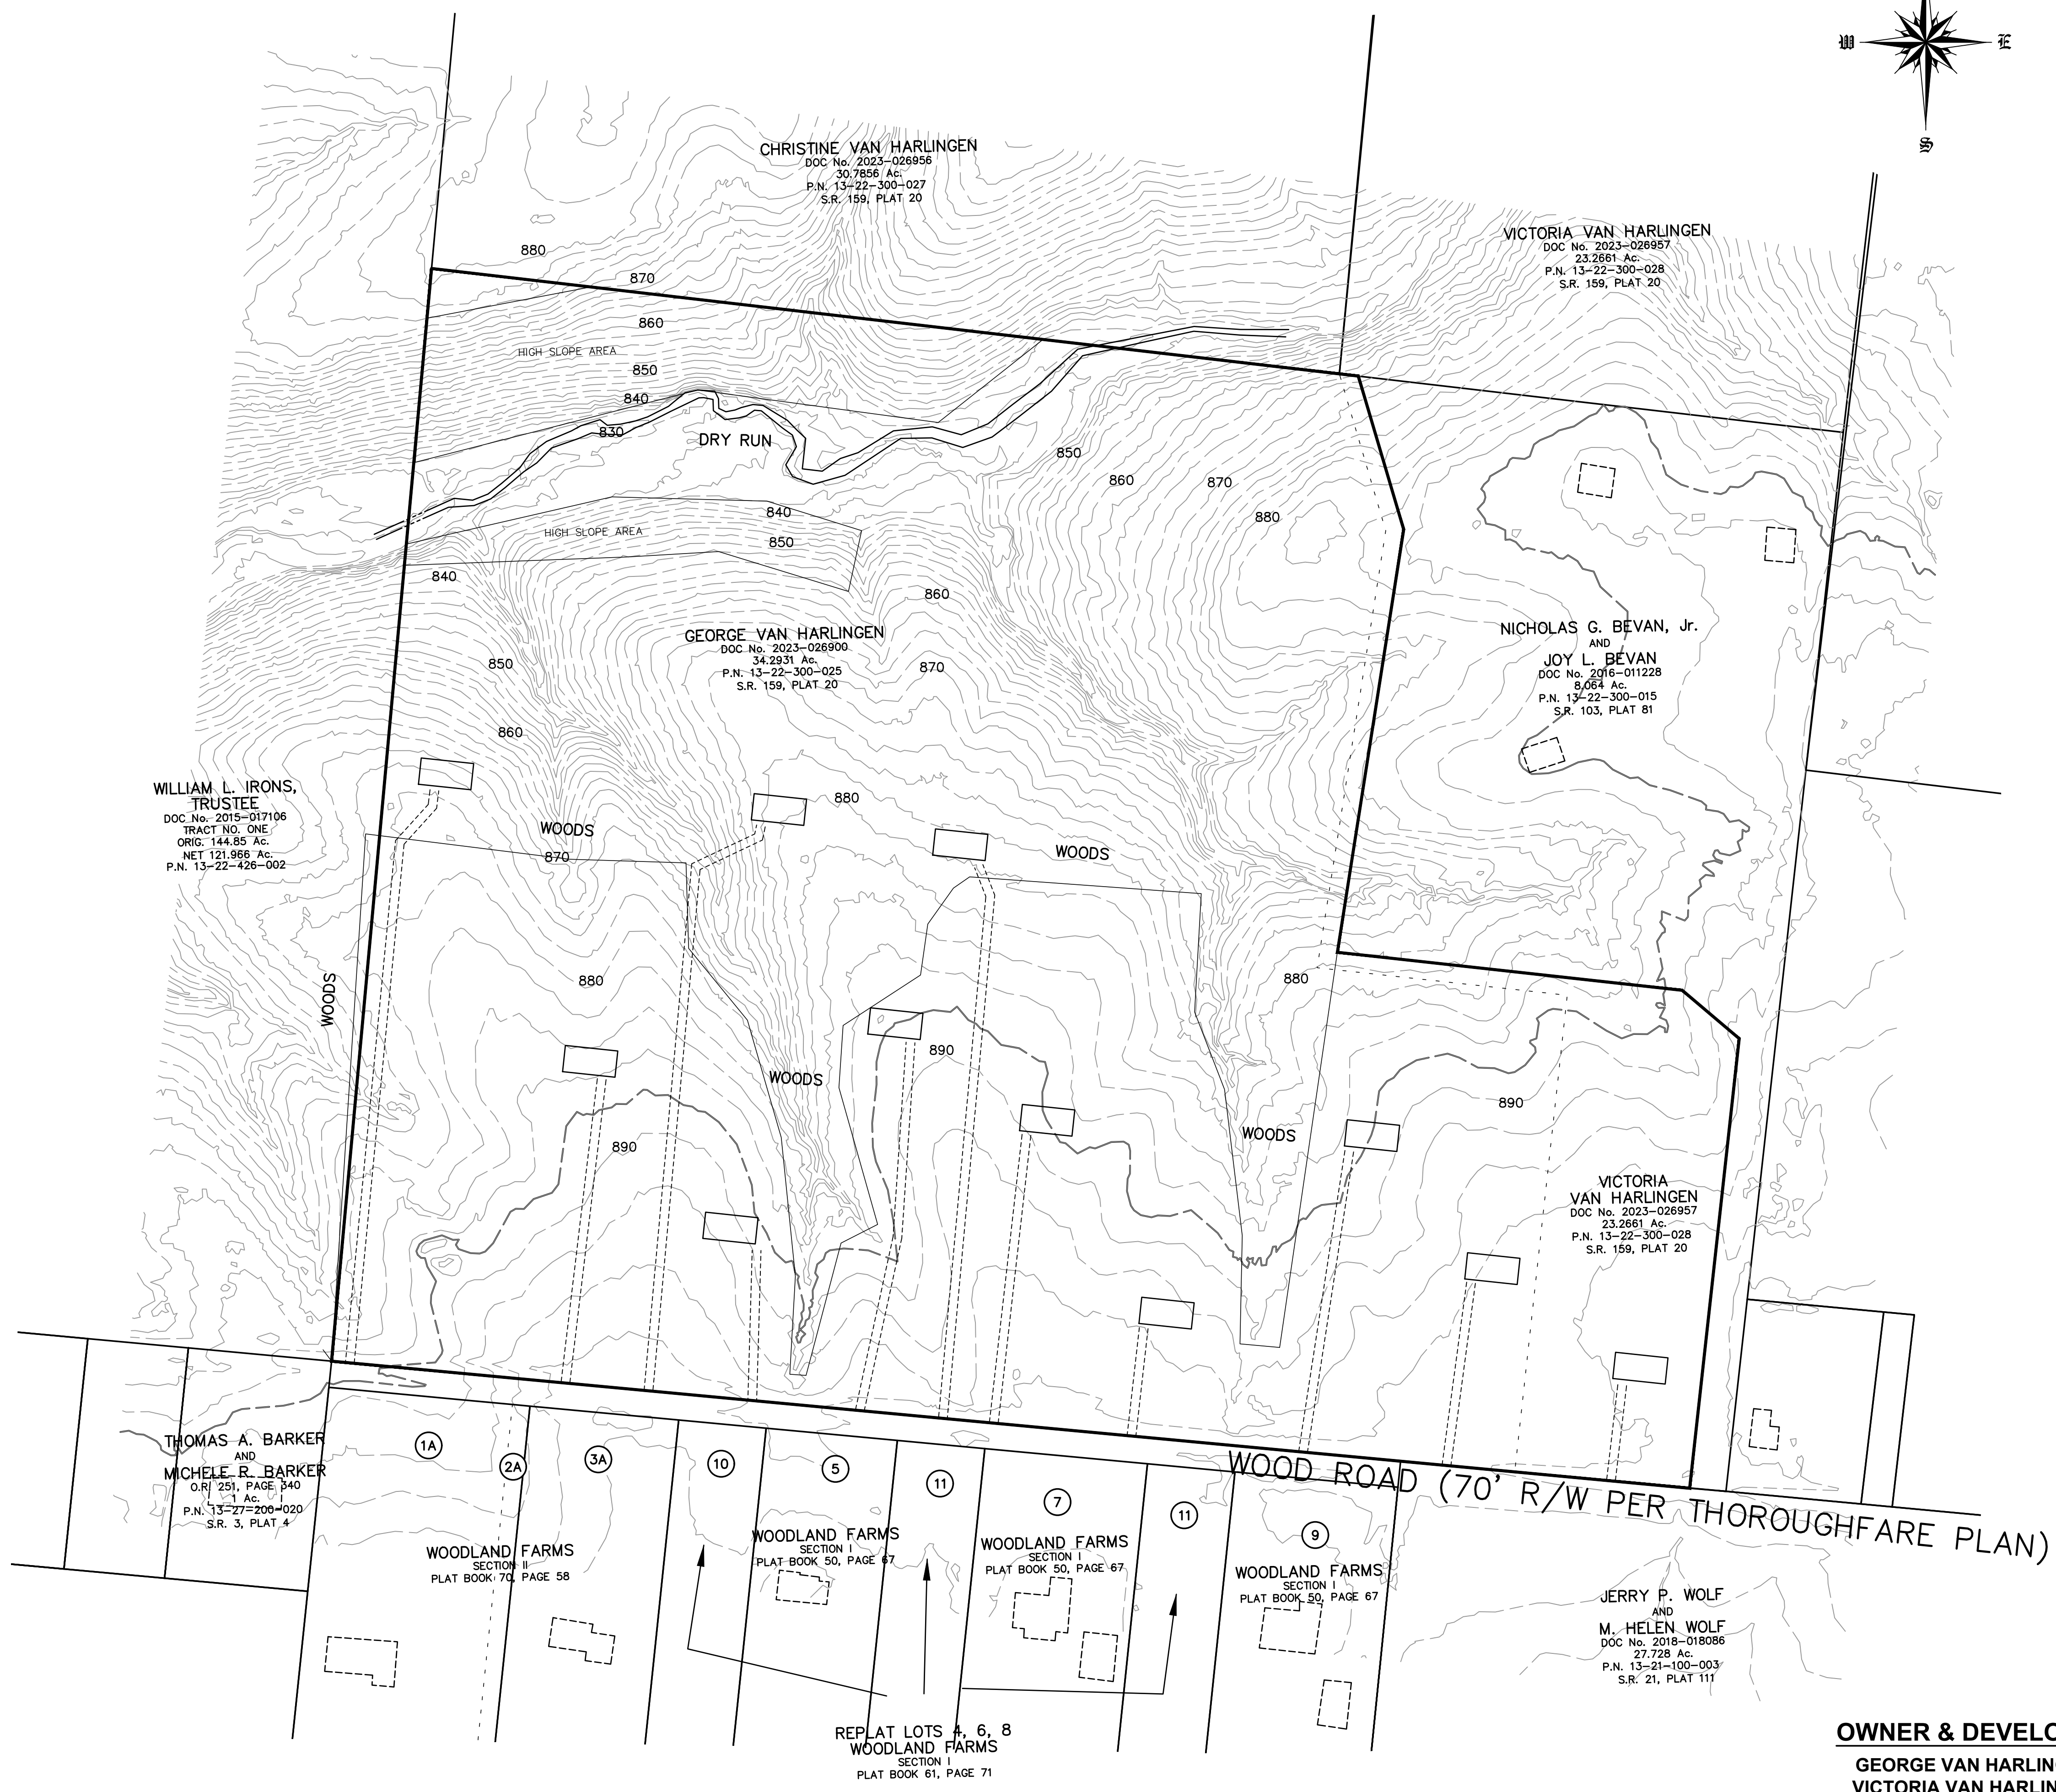 W
E
S
CHRISTINE VAN HARLINGEN
DOC No. 2023-026956
30.7856 Ac.
P.N. 13-22-300-027
S.R. 159, PLAT 20
VICTORIA VAN HARLINGEN
DOC No. 2023-026957
23.2661 Ac.
P.N. 13-22-300-028
S.R. 159, PLAT 20
880
870
860
HIGH SLOPE AREA
850
840
830
DRY RUN
850
860
870
880
840
HIGH SLOPE AREA
850
840
860
GEORGE VAN HARLINGEN
DOC No. 2023-026900
34.2931 Ac.
P.N. 13-22-300-025
S.R. 159, PLAT 20
850
870
860
NICHOLAS G. BEVAN, Jr.
AND
JOY L. BEVAN
DOC No. 2016-011228
8.064 Ac.
P.N. 13-22-300-015
S.R. 103, PLAT 81
WILLIAM L. IRONS,
TRUSTEE
DOC No. 2015-017106
TRACT NO. ONE
ORIG. 144.85 Ac.
NET 121.966 Ac.
P.N. 13-22-426-002
880
WOODS
870
WOODS
WOODS
880
880
890
WOODS
890
890
WOODS
VICTORIA
VAN HARLINGEN
DOC No. 2023-026957
23.2661 Ac.
P.N. 13-22-300-028
S.R. 159, PLAT 20
THOMAS A. BARKER
AND
MICHELE R. BARKER
O.R. 251, PAGE 340
1 Ac.
P.N. 13-27-200-020
S.R. 3, PLAT 4
1A
2A
3A
10
5
11
7
11
9
WOOD ROAD (70' R/W PER THOROUGHFARE PLAN)
WOODLAND FARMS
SECTION II
PLAT BOOK 70, PAGE 58
WOODLAND FARMS
SECTION I
PLAT BOOK 50, PAGE 67
WOODLAND FARMS
SECTION I
PLAT BOOK 50, PAGE 67
WOODLAND FARMS
SECTION I
PLAT BOOK 50, PAGE 67
JERRY P. WOLF
AND
M. HELEN WOLF
DOC No. 2018-018086
27.728 Ac.
P.N. 13-21-100-003
S.R. 21, PLAT 111
REPLAT LOTS 4, 6, 8
WOODLAND FARMS
SECTION I
PLAT BOOK 61, PAGE 71
OWNER & DEVELO
GEORGE VAN HARLING
VICTORIA VAN HARLIN